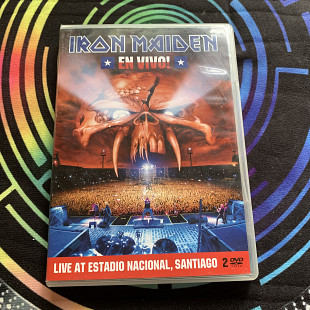 IRON MAIDEN
EN VIVO!
LIVE AT ESTADIO NACIONAL, SANTIAGO 2 DVD